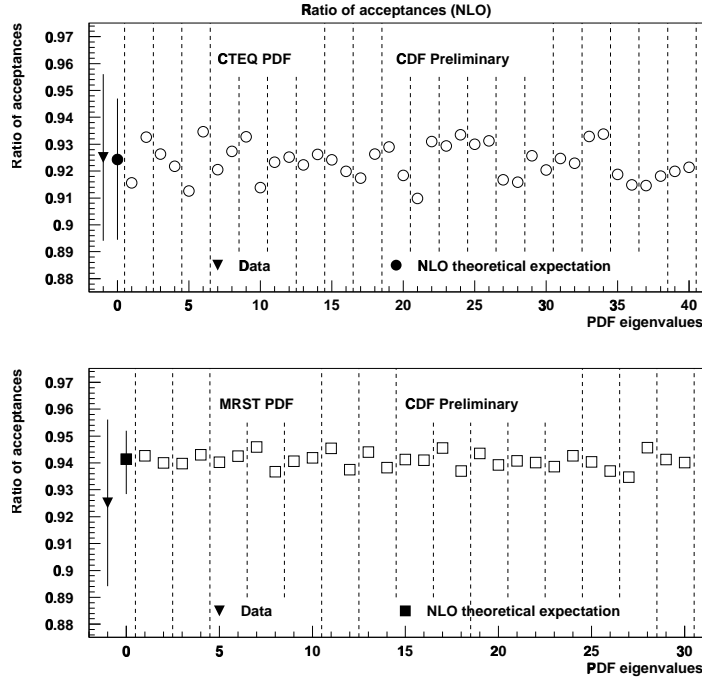 Ratio of acceptances (NLO)
Ratio of acceptances
0.97
0.96
0.95
0.94
0.93
0.92
0.91
0.9
0.89
0.88
CTEQ PDF CDF Preliminary
Data NLO theoretical expectation
0 5 10 15 20 25 30 35 40
PDF eigenvalues
Ratio of acceptances
0.97
0.96
0.95
0.94
0.93
0.92
0.91
0.9
0.89
0.88
MRST PDF CDF Preliminary
Data NLO theoretical expectation
0 5 10 15 20 25 30
PDF eigenvalues